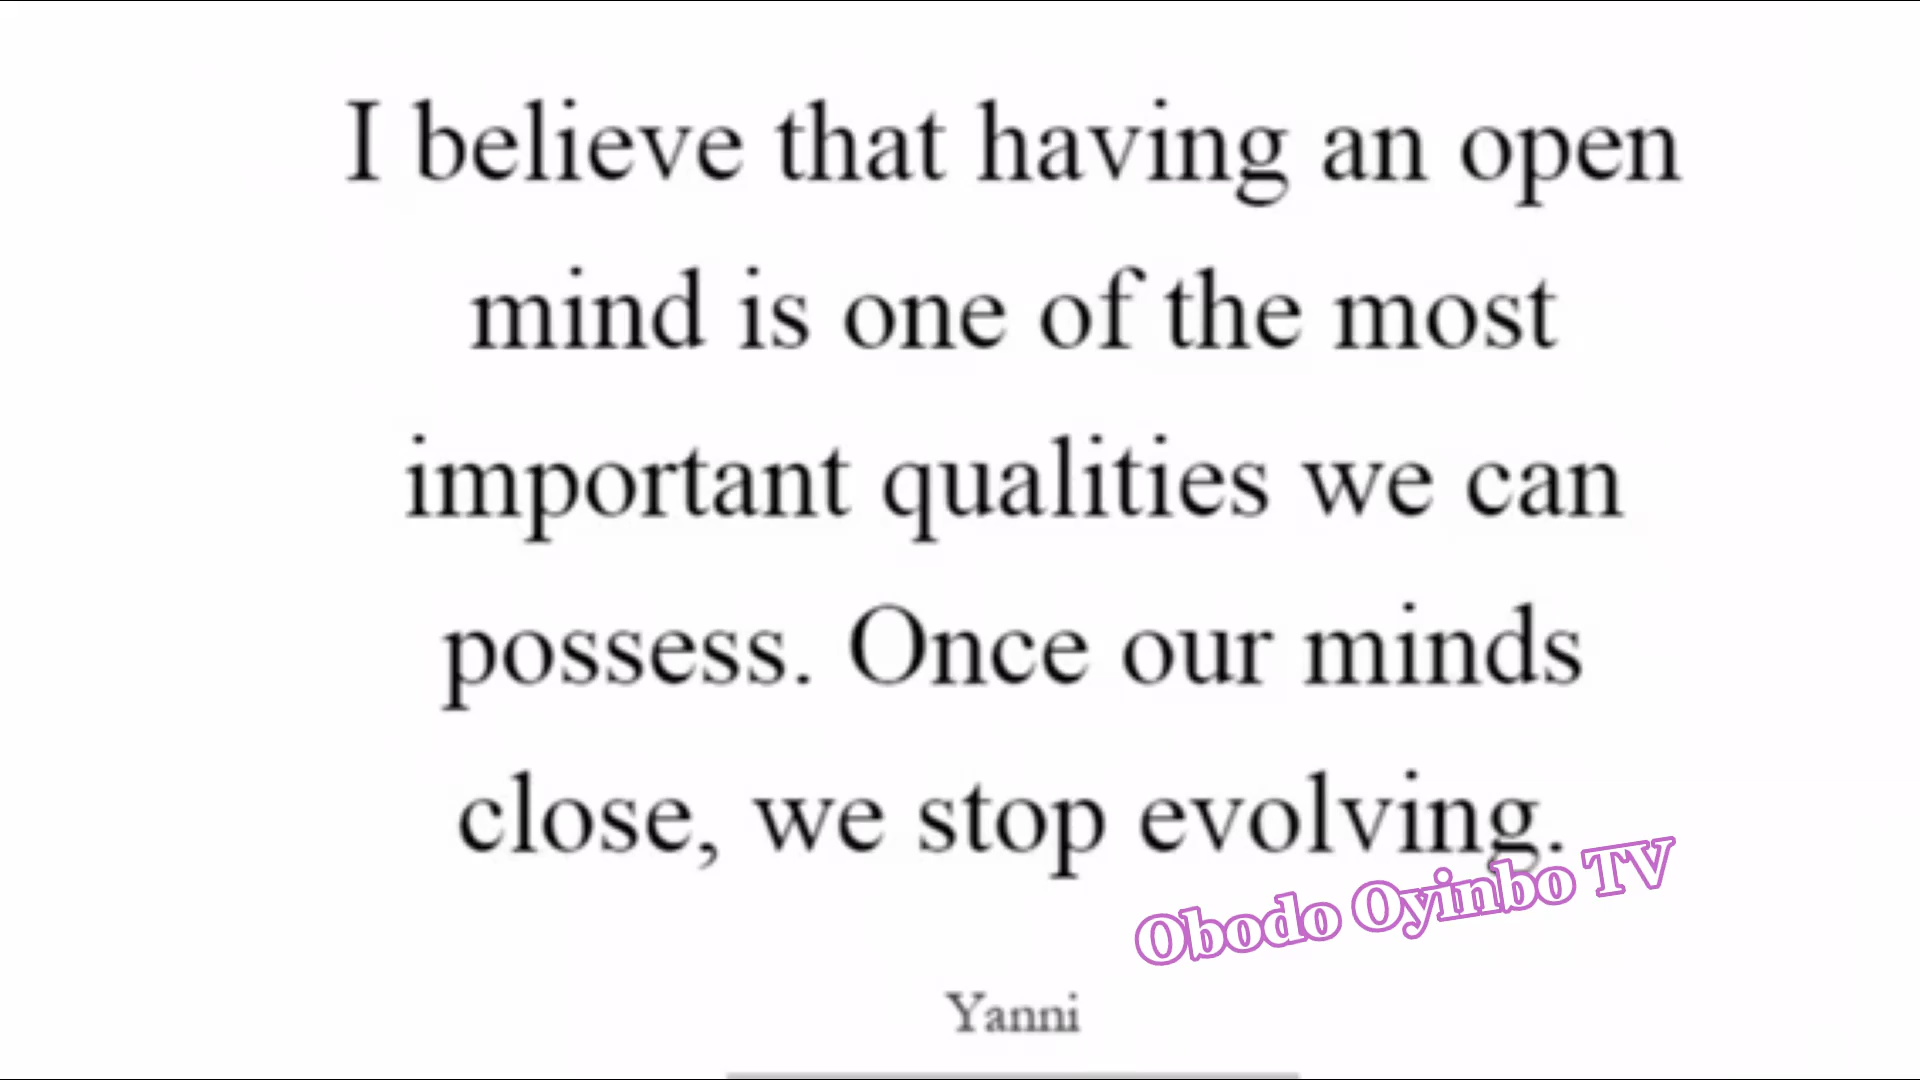 I believe that having an open
mind is one of the most
important qualities we can
possess. Once our minds
close, we stop evolving.
Obodo Oyinbo TV
Yanni